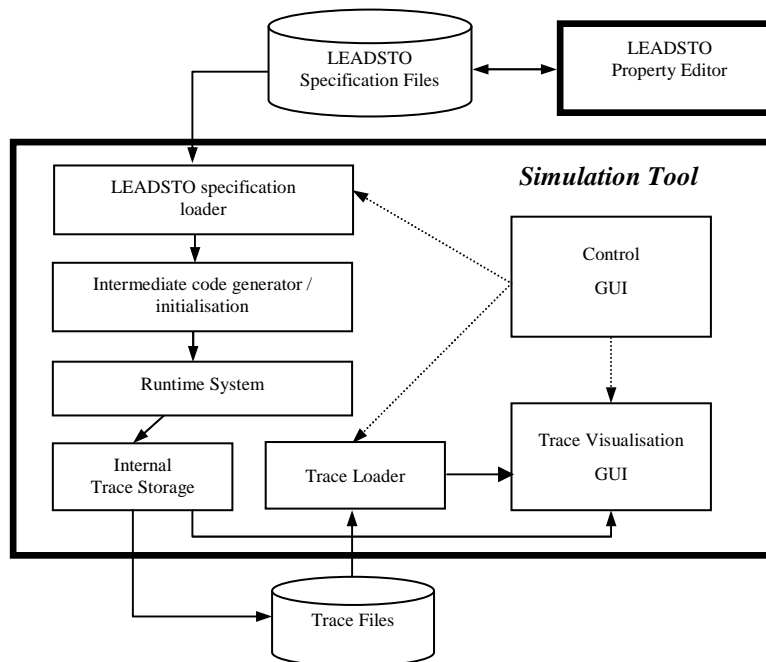 LEADSTO
Specification Files
LEADSTO
Property Editor
Simulation Tool
LEADSTO specification
loader
Control
GUI
Intermediate code generator /
initialisation
Runtime System
Internal
Trace Storage
Trace Loader
Trace Visualisation
GUI
Trace Files